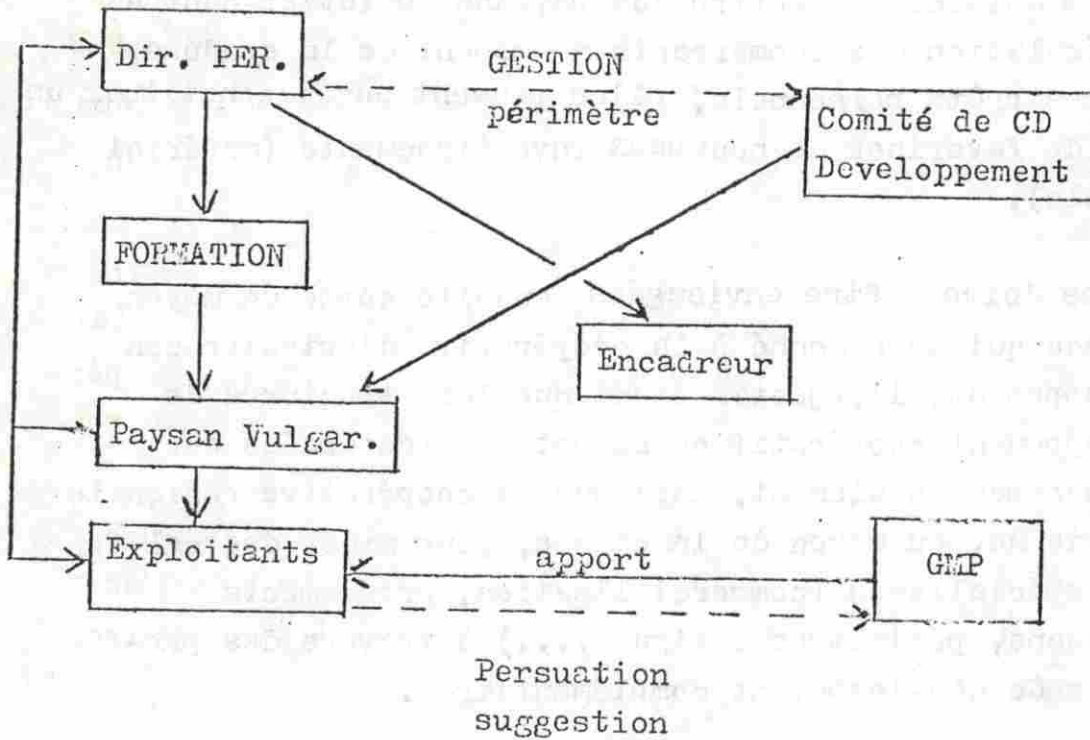 Dir. PER.
GESTION
périmètre
Comité de CD
Developpement
FORMATION
Encadreur
Paysan Vulgar.
Exploitants
apport
GMP
Persuation
suggestion